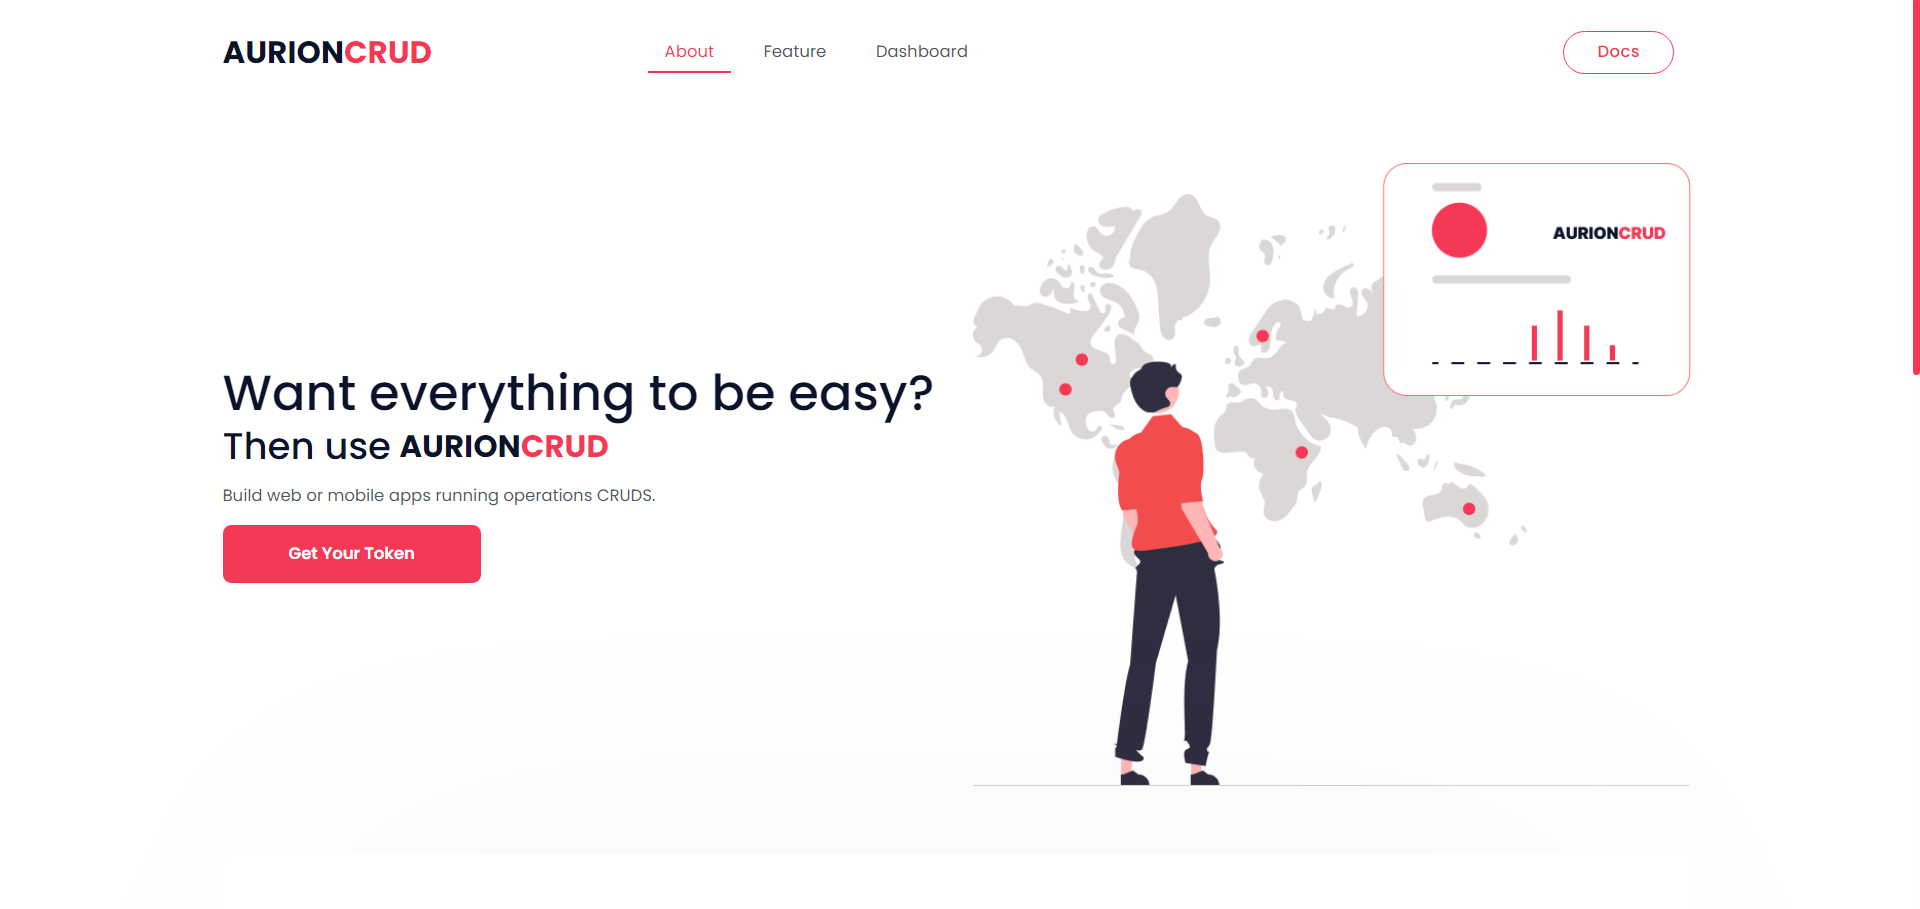 AURIONCRUD
About
Feature
Dashboard
Docs
AURIONCRUD
Want everything to be easy?
Then use AURIONCRUD
Build web or mobile apps running operations CRUDS.
Get Your Token